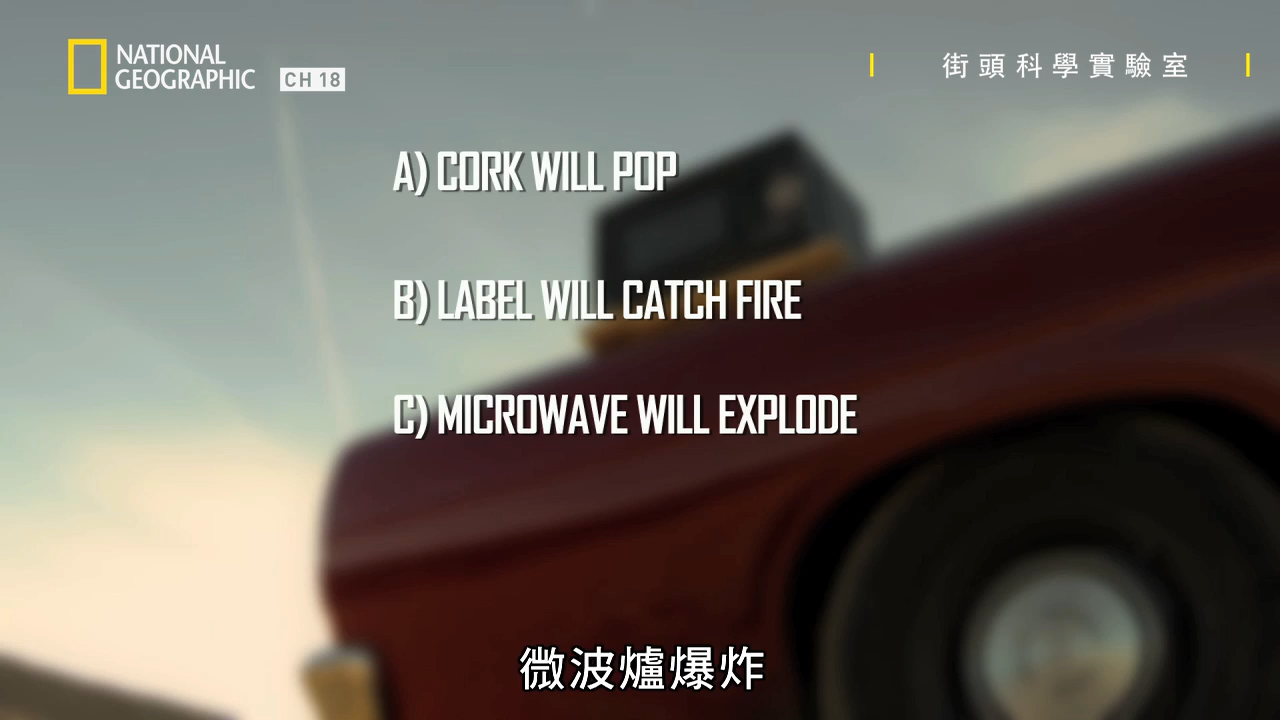 NATIONAL
GEOGRAPHIC CH 18
街頭科學實驗室
A) CORK WILL POP
B) LABEL WILL CATCH FIRE
C) MICROWAVE WILL EXPLODE
微波爐爆炸